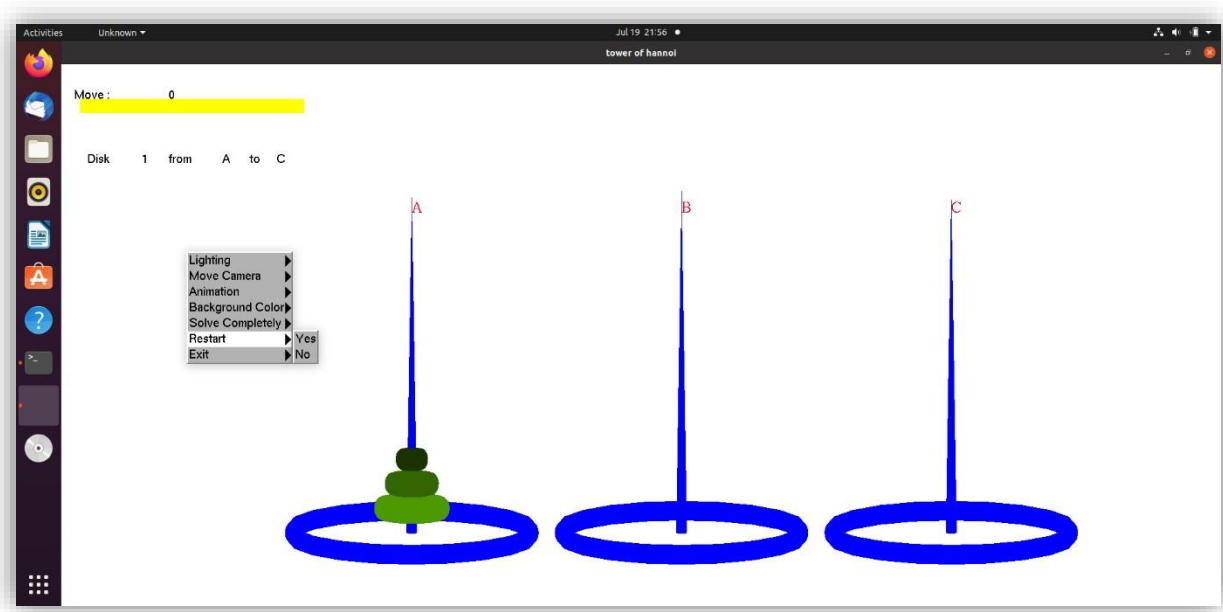 Activities Unknown Jul 19 21:56
tower of hannoi
Move : 0
Disk 1 from A to C
A B C
Lighting
Move Camera
Animation
Background Color
Solve Completely
Restart Yes
Exit No